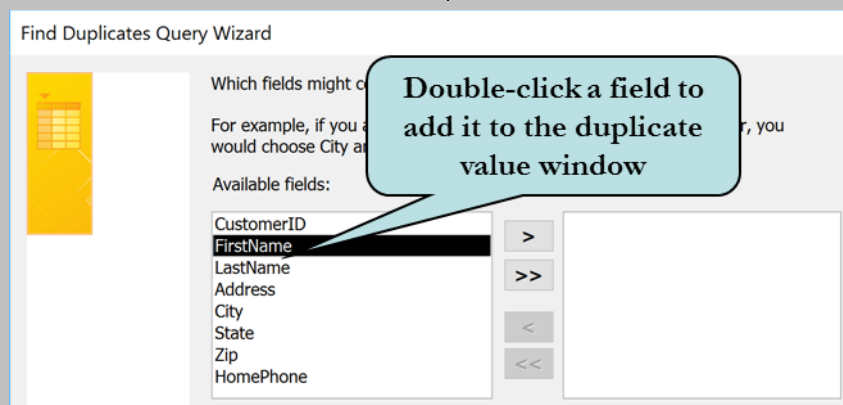 Find Duplicates Query Wizard
Which fields might
Double-click a field to
add it to the duplicate
value window
For example, if you
, you
would choose City
Available fields:
CustomerID
FirstName
LastName
Address
City
State
Zip
HomePhone
>
>>
<
<<